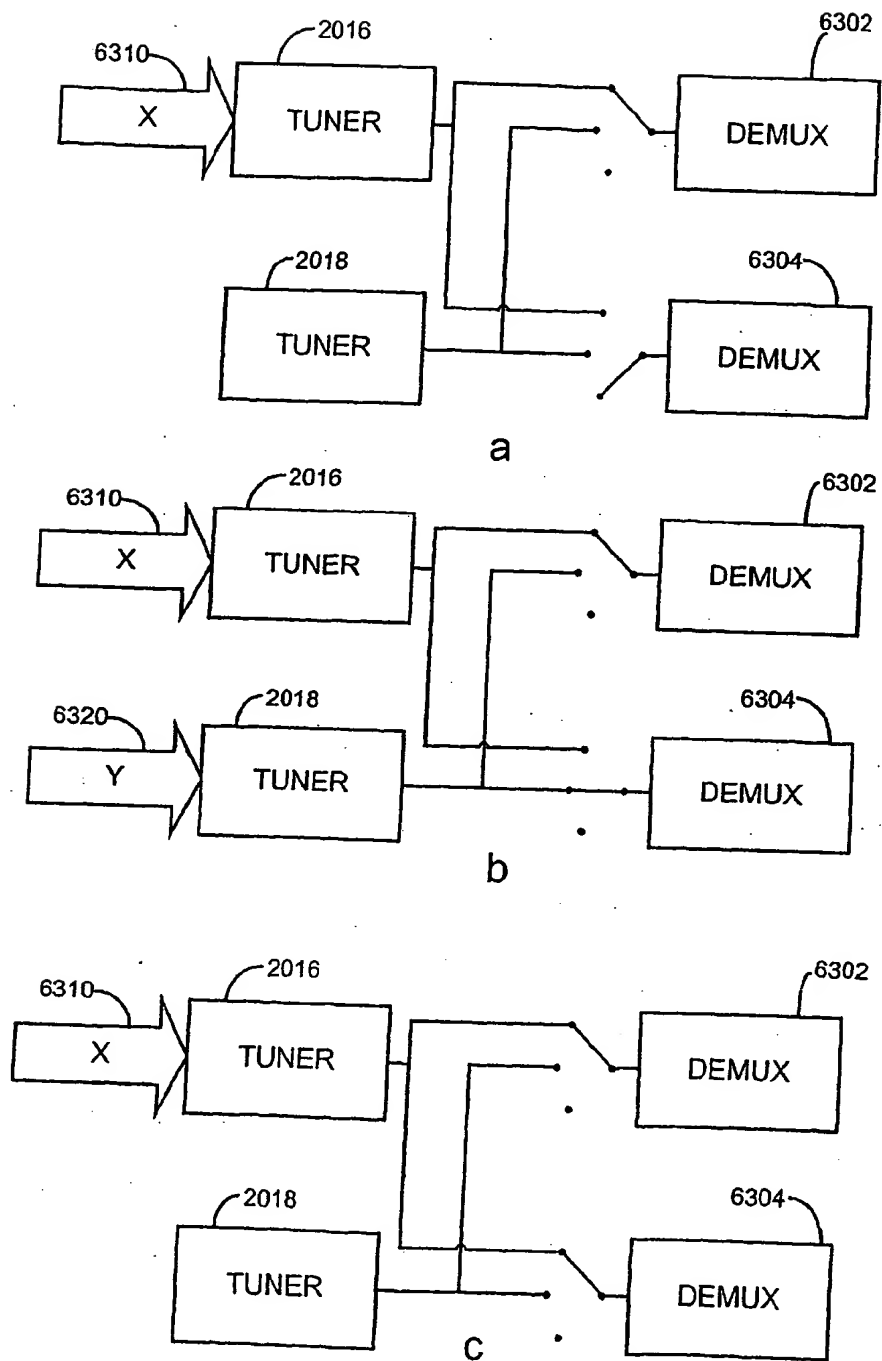 6310 2016 6302
X TUNER DEMUX
2018 6304
TUNER DEMUX
a
6310 2016 6302
X TUNER DEMUX
6320 2018 6304
Y TUNER DEMUX
b
6310 2016 6302
X TUNER DEMUX
2018 6304
TUNER DEMUX
c